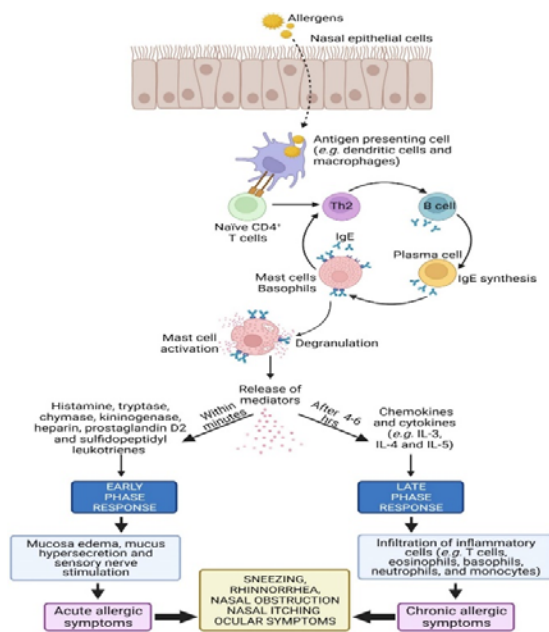 Allergens
Nasal epithelial cells
Antigen presenting cell
(e.g. dendritic cells and
macrophages)
Naïve CD4⁺
T cells
Th2
B cell
IgE
Mast cells
Basophils
Plasma cell
IgE synthesis
Mast cell
activation
Degranulation
Release of
mediators
Within
minutes
After 4-6
hrs
Histamine, tryptase,
chymase, kininogenase,
heparin, prostaglandin D2
and sulfidopeptidyl
leukotrienes
Chemokines
and cytokines
(e.g. IL-3,
IL-4 and IL-5)
EARLY
PHASE
RESPONSE
LATE
PHASE
RESPONSE
Mucosa edema, mucus
hypersecretion and
sensory nerve
stimulation
Infiltration of inflammatory
cells (e.g. T cells,
eosinophils, basophils,
neutrophils, and monocytes)
Acute allergic
symptoms
SNEEZING,
RHINNORRHEA,
NASAL OBSTRUCTION
NASAL ITCHING
OCULAR SYMPTOMS
Chronic allergic
symptoms